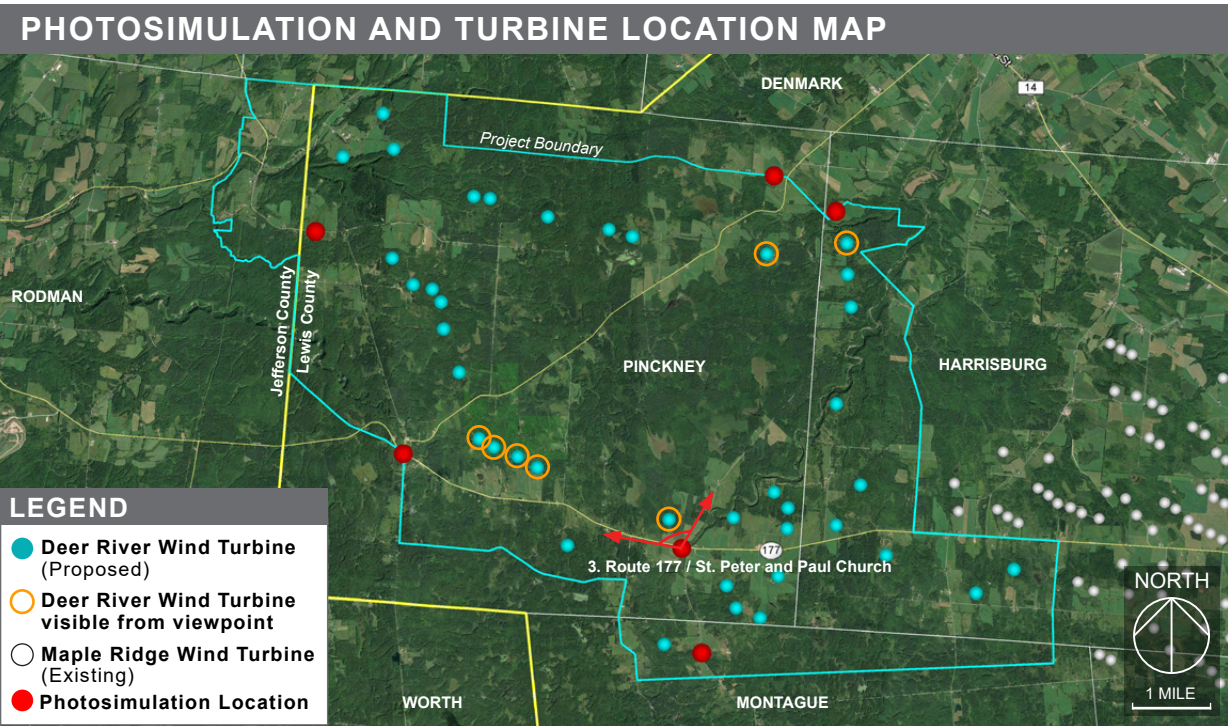 PHOTOSIMULATION AND TURBINE LOCATION MAP
DENMARK
St
14
Project Boundary
RODMAN
Jefferson County
Lewis County
PINCKNEY
HARRISBURG
177
3. Route 177 / St. Peter and Paul Church
WORTH
MONTAGUE
LEGEND
Deer River Wind Turbine
(Proposed)
Deer River Wind Turbine
visible from viewpoint
Maple Ridge Wind Turbine
(Existing)
Photosimulation Location
NORTH
1 MILE